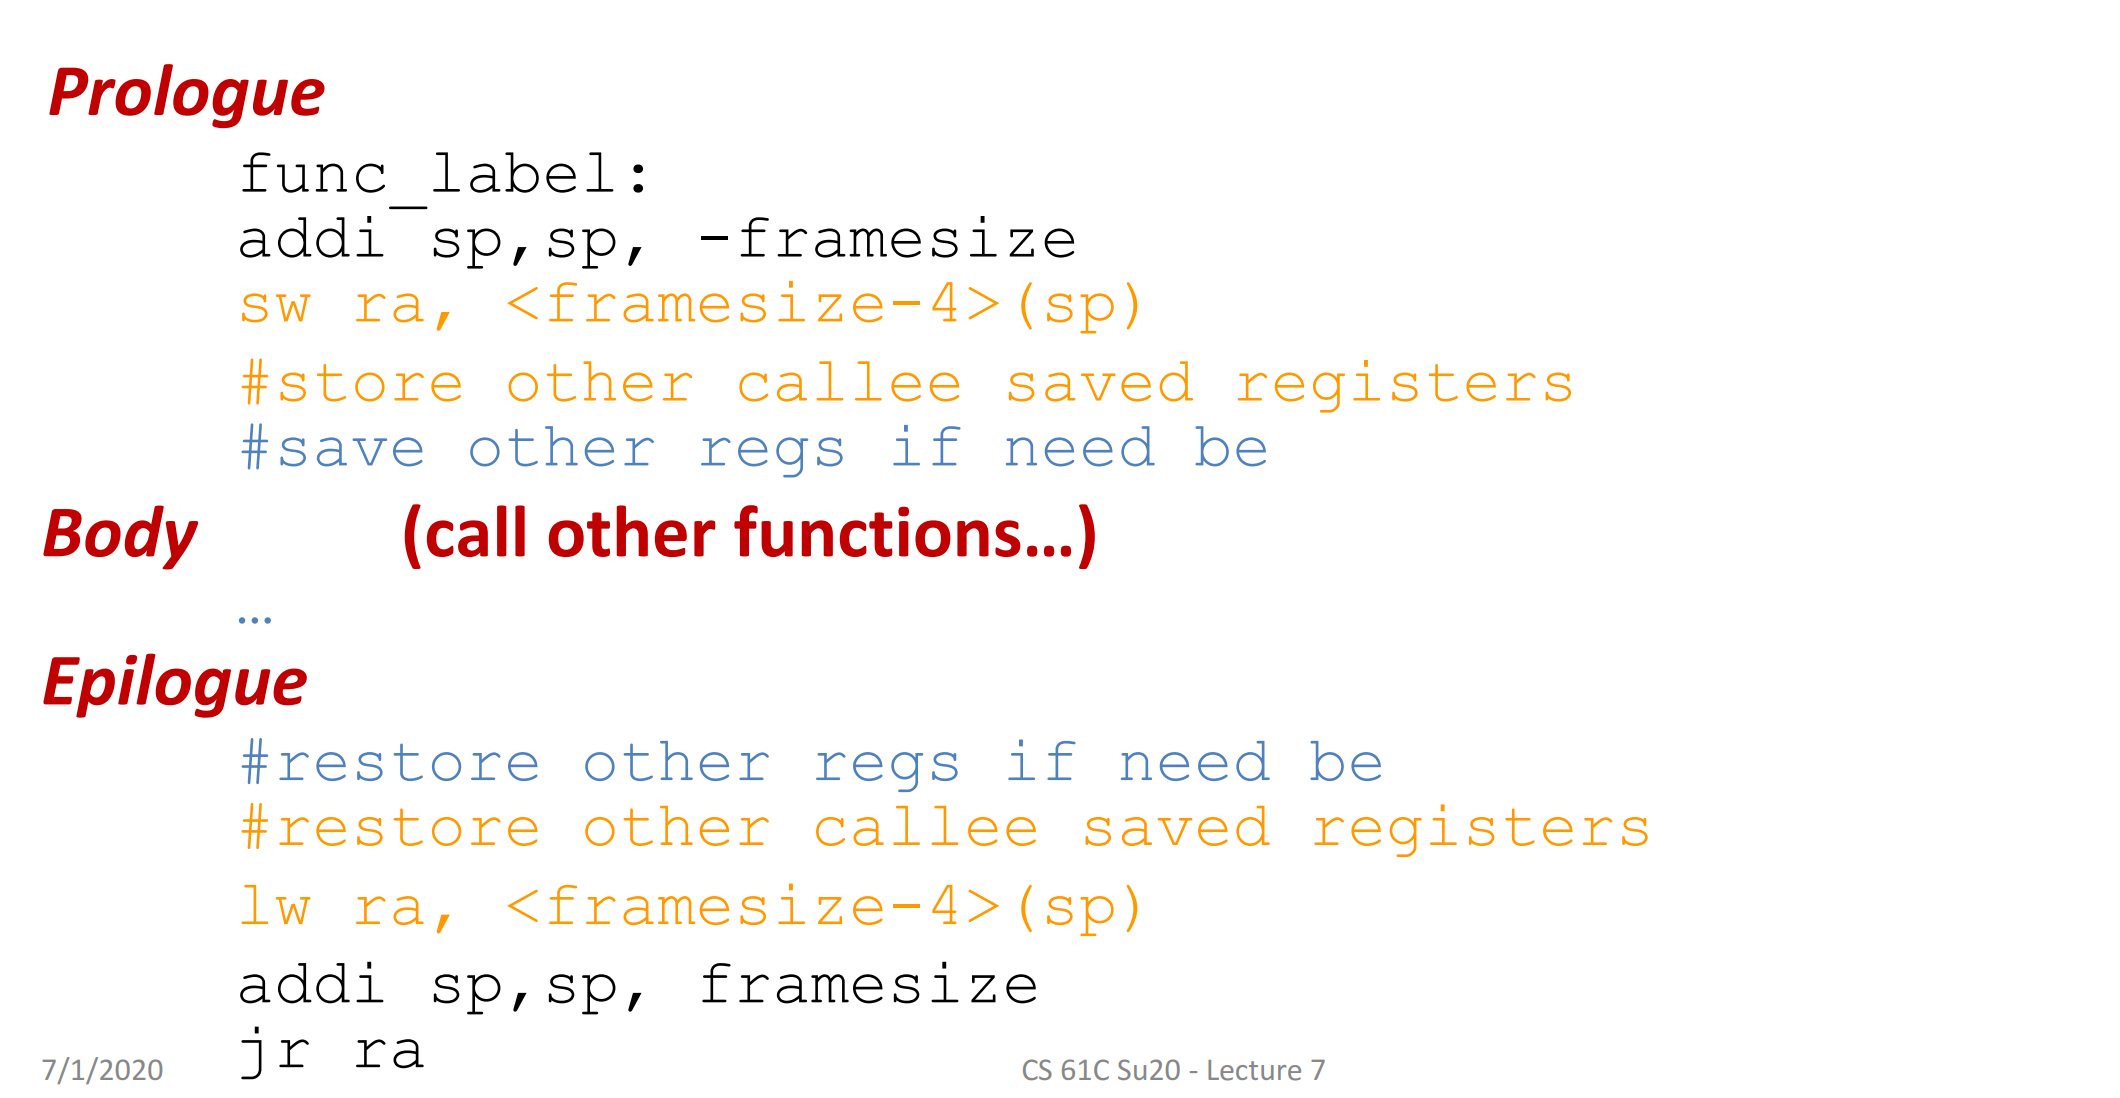 Prologue
func_label:
addi sp,sp, -framesize
sw ra, <framesize-4>(sp)
#store other callee saved registers
#save other regs if need be
Body (call other functions…)
…
Epilogue
#restore other regs if need be
#restore other callee saved registers
lw ra, <framesize-4>(sp)
addi sp,sp, framesize
jr ra
7/1/2020 CS 61C Su20 - Lecture 7